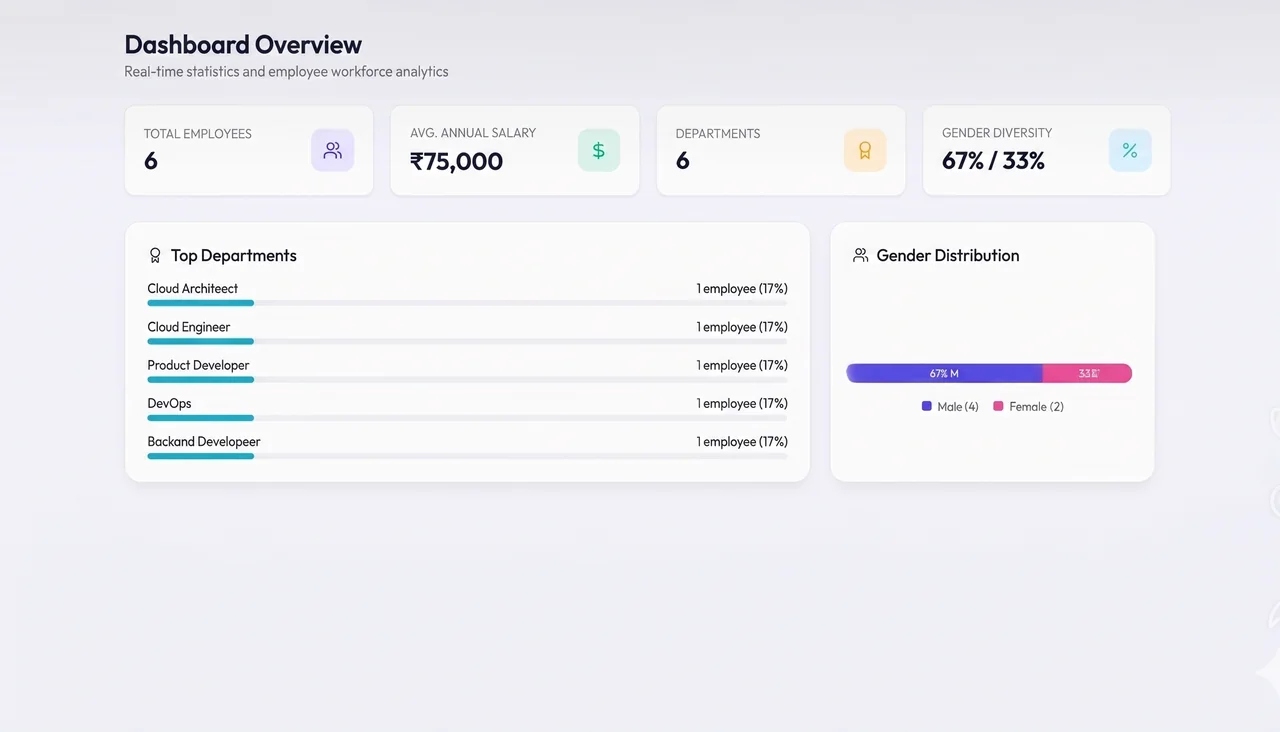 Dashboard Overview
Real-time statistics and employee workforce analytics
TOTAL EMPLOYEES
6
AVG. ANNUAL SALARY
₹75,000
DEPARTMENTS
6
GENDER DIVERSITY
67% / 33%
Top Departments
Cloud Architeect 1 employee (17%)
Cloud Engineer 1 employee (17%)
Product Developer 1 employee (17%)
DevOps 1 employee (17%)
Backand Developeer 1 employee (17%)
Gender Distribution
67% M
Male (4) Female (2)